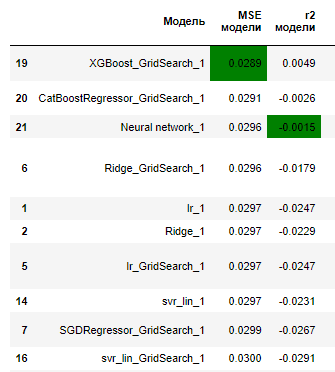 Модель MSE модели r2 модели
19 XGBoost_GridSearch_1 0.0289 0.0049
20 CatBoostRegressor_GridSearch_1 0.0291 -0.0026
21 Neural network_1 0.0296 -0.0015
6 Ridge_GridSearch_1 0.0296 -0.0179
1 lr_1 0.0297 -0.0247
2 Ridge_1 0.0297 -0.0229
5 lr_GridSearch_1 0.0297 -0.0247
14 svr_lin_1 0.0297 -0.0231
7 SGDRegressor_GridSearch_1 0.0299 -0.0267
16 svr_lin_GridSearch_1 0.0300 -0.0291